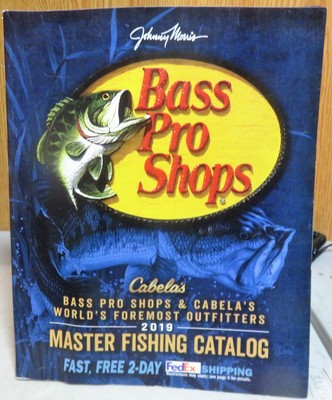 Johnny Morris
Bass
Pro
Shops
Cabela's
BASS PRO SHOPS & CABELA'S
WORLD'S FOREMOST OUTFITTERS
2019
MASTER FISHING CATALOG
FAST, FREE 2-DAY FedEx SHIPPING